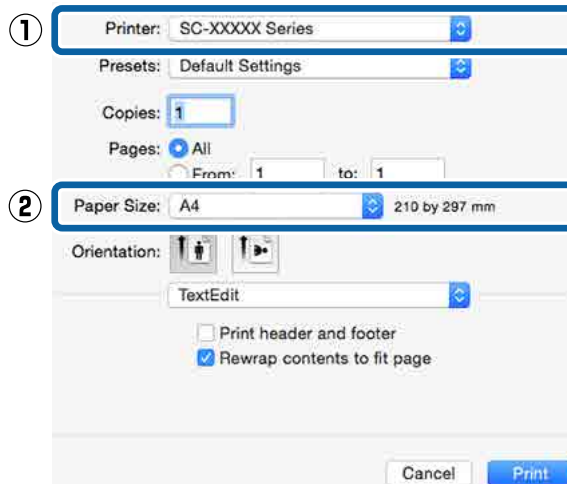 ① Printer: SC-XXXXX Series
Presets: Default Settings
Copies: 1
Pages: All
From: 1 to: 1
② Paper Size: A4 210 by 297 mm
Orientation:
TextEdit
Print header and footer
Rewrap contents to fit page
Cancel Print